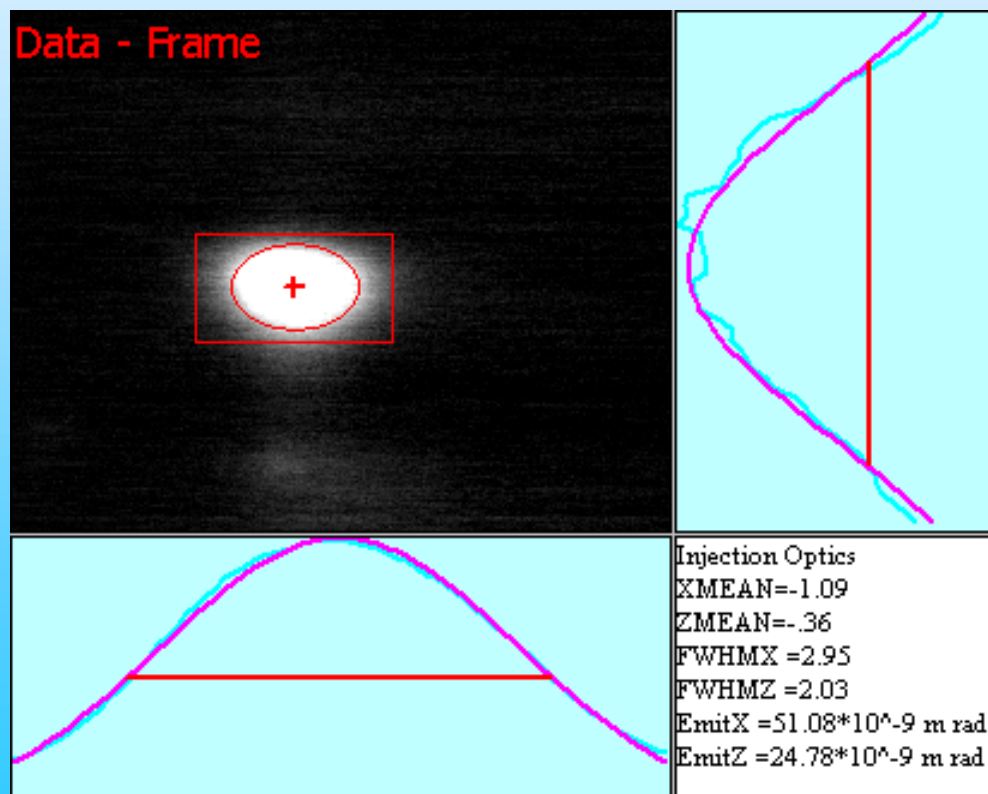 Data - Frame
Injection Optics
XMEAN=-1.09
ZMEAN=-.36
FWHMX =2.95
FWHMZ =2.03
EmitX =51.08*10^-9 m rad
EmitZ =24.78*10^-9 m rad